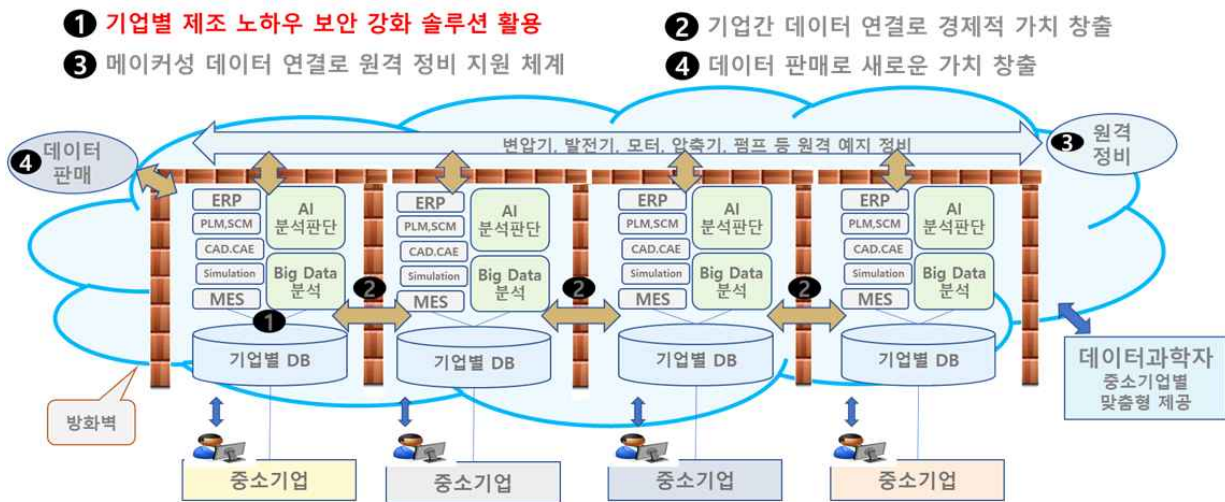 ❶ 기업별 제조 노하우 보안 강화 솔루션 활용
❷ 기업간 데이터 연결로 경제적 가치 창출
❸ 메이커성 데이터 연결로 원격 정비 지원 체계
❹ 데이터 판매로 새로운 가치 창출
❹ 데이터
판매
변압기, 발전기, 모터, 압축기, 펌프 등 원격 예지 정비
❸ 원격
정비
ERP
PLM,SCM
CAD.CAE
Simulation
MES
AI
분석판단
Big Data
분석
❶
기업별 DB
❷
ERP
PLM,SCM
CAD.CAE
Simulation
MES
AI
분석판단
Big Data
분석
기업별 DB
❷
ERP
PLM,SCM
CAD.CAE
Simulation
MES
AI
분석판단
Big Data
분석
기업별 DB
❷
ERP
PLM,SCM
CAD.CAE
Simulation
MES
AI
분석판단
Big Data
분석
기업별 DB
데이터과학자
중소기업별
맞춤형 제공
방화벽
중소기업
중소기업
중소기업
중소기업